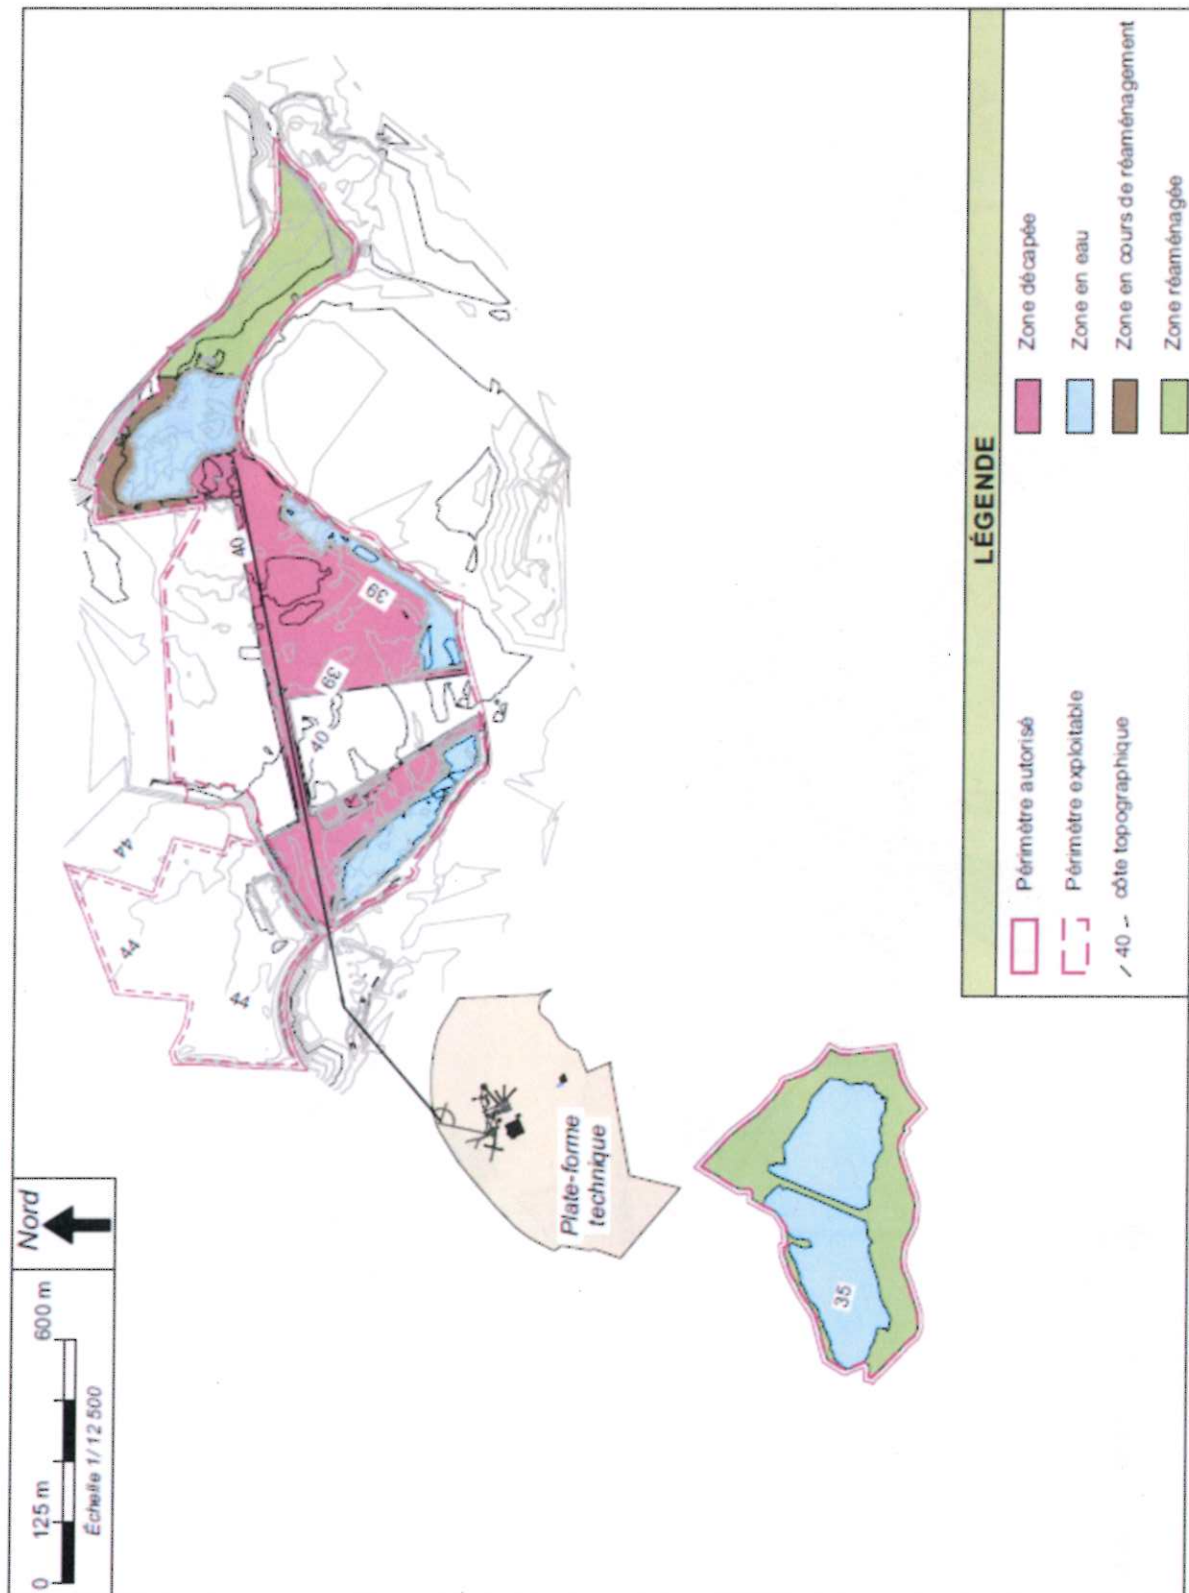 0 125 m 600 m
Échelle 1/12 500
Nord
44
44
44
40
40
39
39
Plate-forme
technique
35
LÉGENDE
Périmètre autorisé
Périmètre exploitable
40 côte topographique
Zone décapée
Zone en eau
Zone en cours de réaménagement
Zone réaménagée